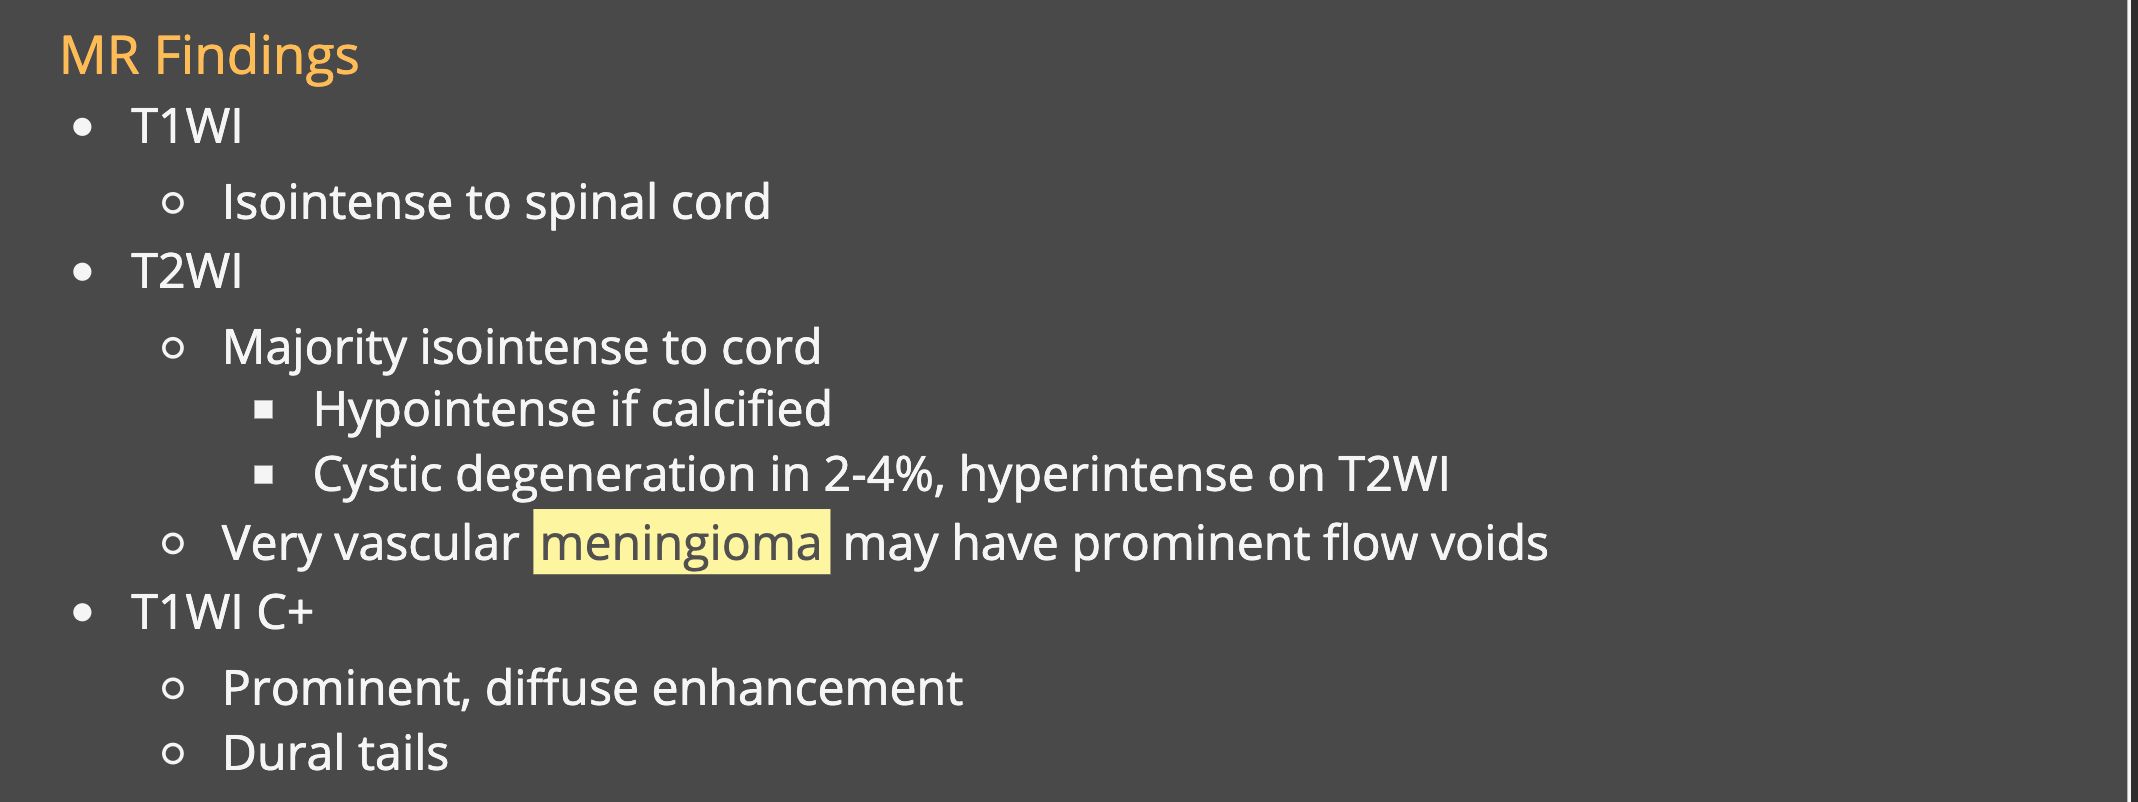 MR Findings
• T1WI
○ Isointense to spinal cord
• T2WI
○ Majority isointense to cord
■ Hypointense if calcified
■ Cystic degeneration in 2-4%, hyperintense on T2WI
○ Very vascular meningioma may have prominent flow voids
• T1WI C+
○ Prominent, diffuse enhancement
○ Dural tails